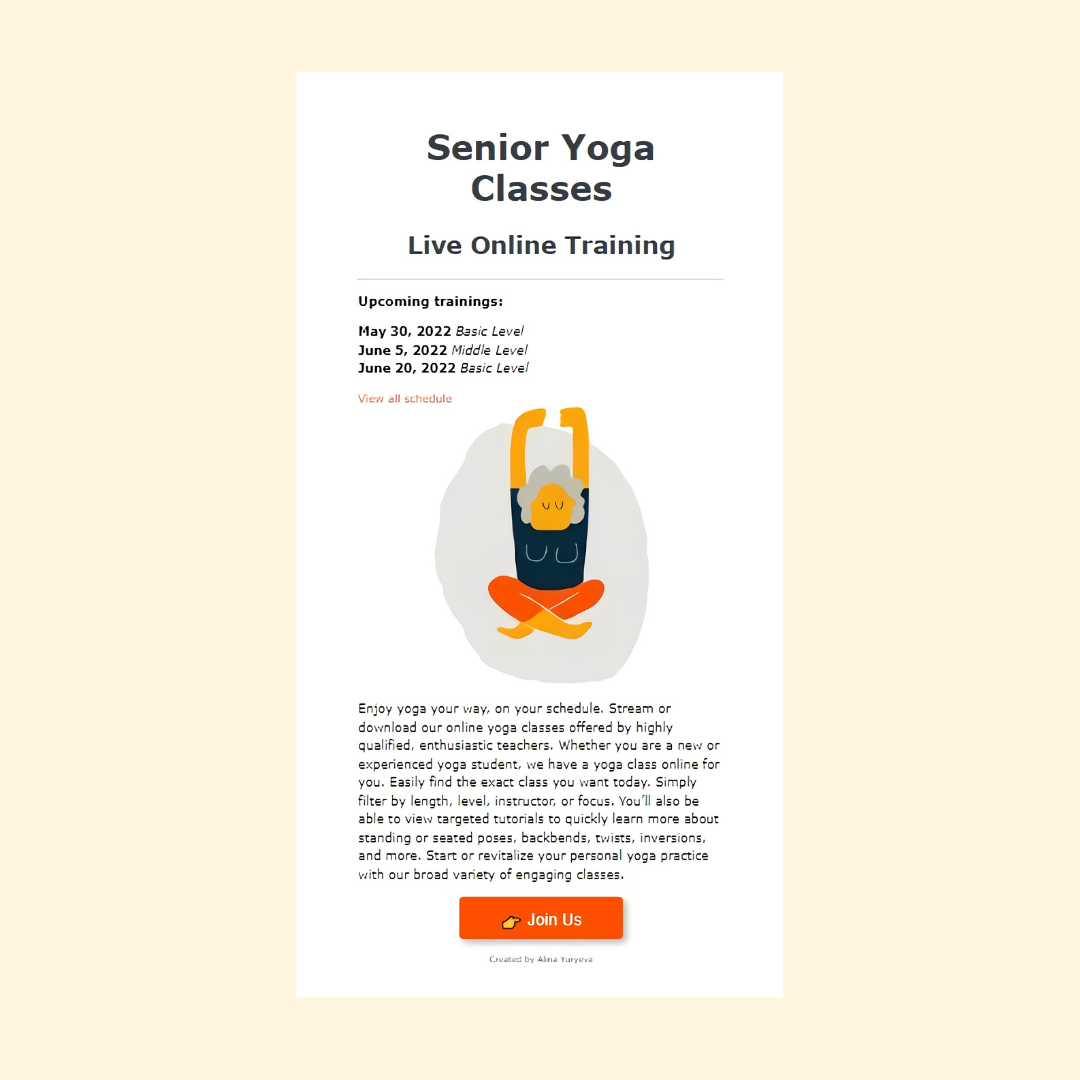 Senior Yoga
Classes
Live Online Training
Upcoming trainings:
May 30, 2022 Basic Level
June 5, 2022 Middle Level
June 20, 2022 Basic Level
View all schedule
Enjoy yoga your way, on your schedule. Stream or
download our online yoga classes offered by highly
qualified, enthusiastic teachers. Whether you are a new or
experienced yoga student, we have a yoga class online for
you. Easily find the exact class you want today. Simply
filter by length, level, instructor, or focus. You'll also be
able to view targeted tutorials to quickly learn more about
standing or seated poses, backbends, twists, inversions,
and more. Start or revitalize your personal yoga practice
with our broad variety of engaging classes.
👉 Join Us
Created by Alina Yuryeva